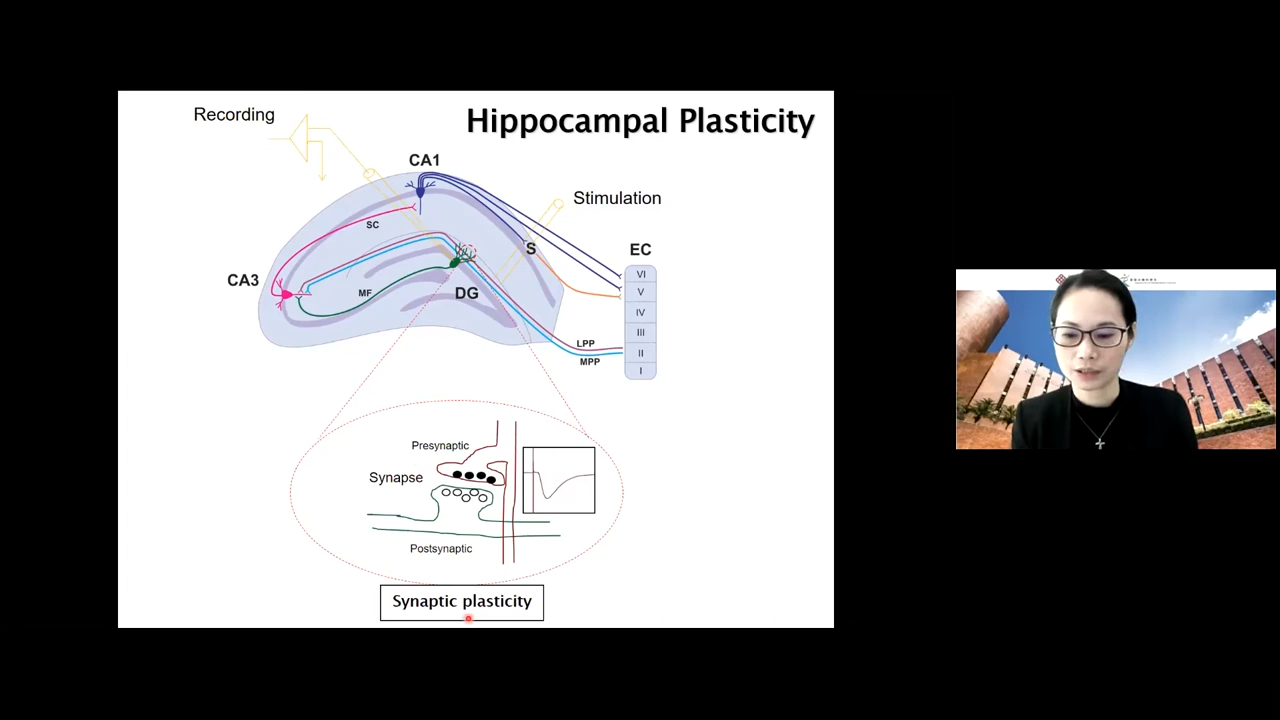 Recording
Hippocampal Plasticity
CA1
Stimulation
SC
S
EC
CA3
VI
MF
DG
V
IV
III
LPP
II
MPP
I
Presynaptic
Synapse
Postsynaptic
Synaptic plasticity